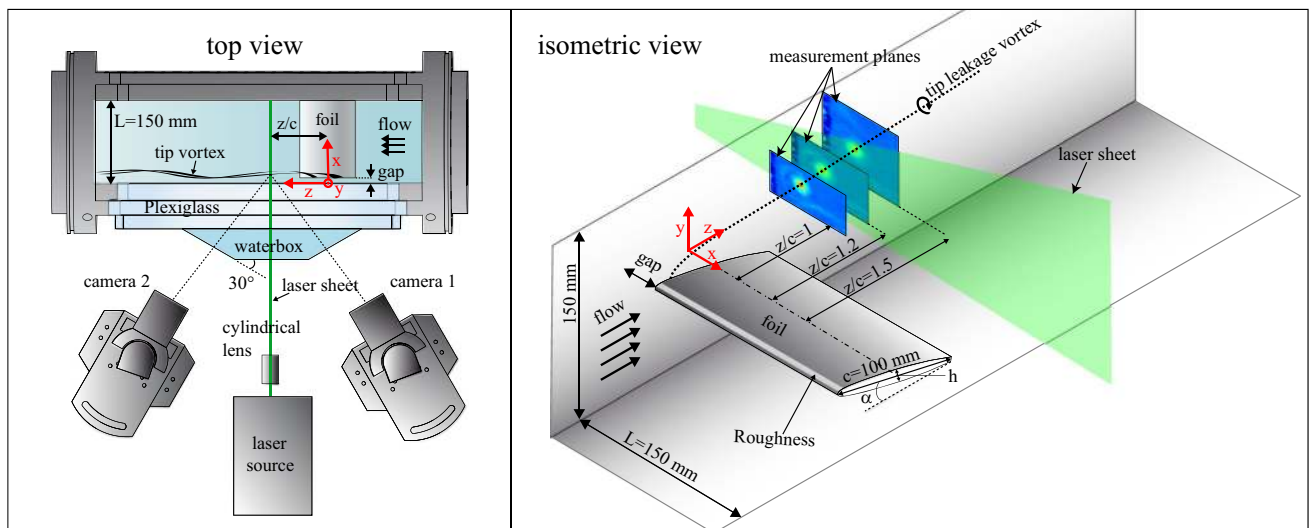 top view
L=150 mm
z/c
foil
flow
tip vortex
x
gap
z
y
Plexiglass
waterbox
30°
camera 2
laser sheet
camera 1
cylindrical
lens
laser
source
isometric view
measurement planes
tip leakage vortex
laser sheet
y
z
x
z/c=1
z/c=1.2
z/c=1.5
gap
150 mm
flow
foil
c=100 mm
h
α
Roughness
L=150 mm